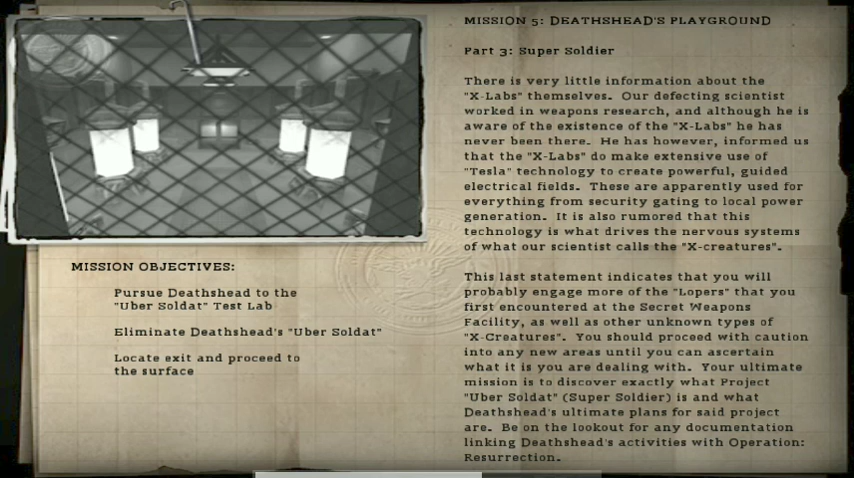 MISSION 5: DEATHSHEAD'S PLAYGROUND
Part 3: Super Soldier
There is very little information about the
"X-Labs" themselves. Our defecting scientist
worked in weapons research, and although he is
aware of the existence of the "X-Labs" he has
never been there. He has however, informed us
that the "X-Labs" do make extensive use of
"Tesla" technology to create powerful, guided
electrical fields. These are apparently used for
everything from security gating to local power
generation. It is also rumored that this
technology is what drives the nervous systems
of what our scientist calls the "X-creatures".
This last statement indicates that you will
probably engage more of the "Lopers" that you
first encountered at the Secret Weapons
Facility, as well as other unknown types of
"X-Creatures". You should proceed with caution
into any new areas until you can ascertain
what it is you are dealing with. Your ultimate
mission is to discover exactly what Project
"Uber Soldat" (Super Soldier) is and what
Deathshead's ultimate plans for said project
are. Be on the lookout for any documentation
linking Deathshead's activities with Operation:
Resurrection.
MISSION OBJECTIVES:
Pursue Deathshead to the
"Uber Soldat" Test Lab
Eliminate Deathshead's "Uber Soldat"
Locate exit and proceed to
the surface